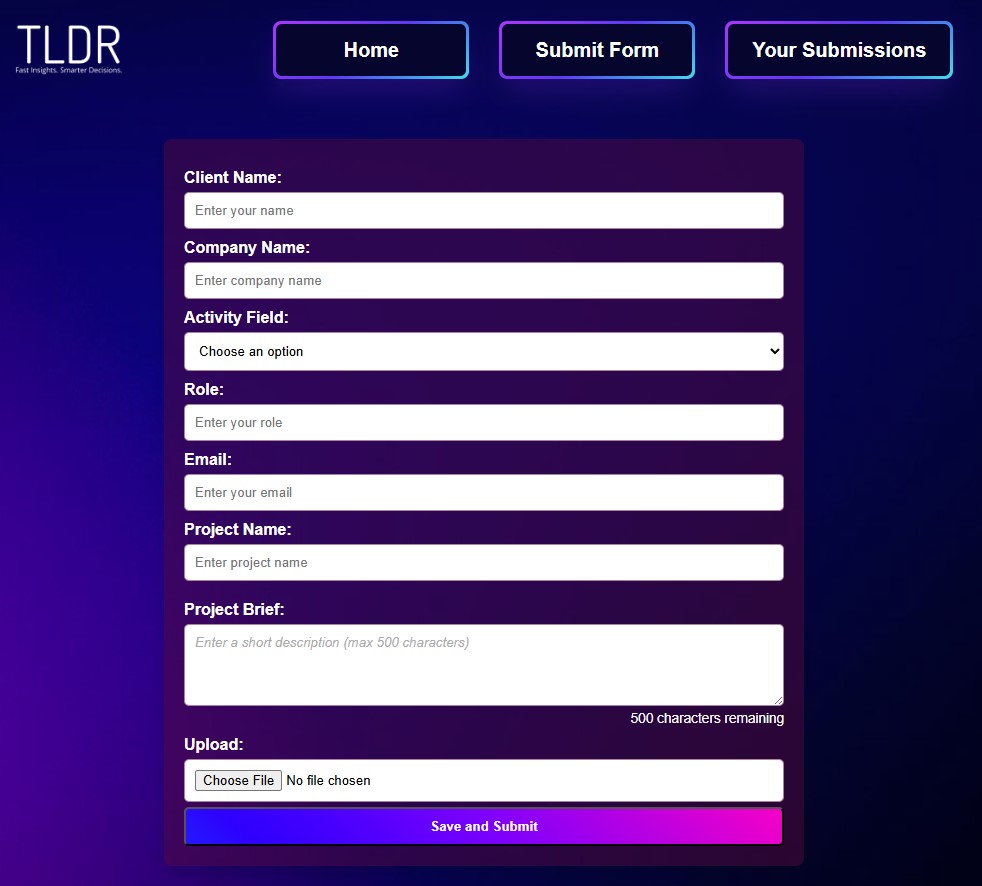 TLDR
Fast Insights. Smarter Decisions.
Home
Submit Form
Your Submissions
Client Name:
Enter your name
Company Name:
Enter company name
Activity Field:
Choose an option
Role:
Enter your role
Email:
Enter your email
Project Name:
Enter project name
Project Brief:
Enter a short description (max 500 characters)
500 characters remaining
Upload:
Choose File No file chosen
Save and Submit